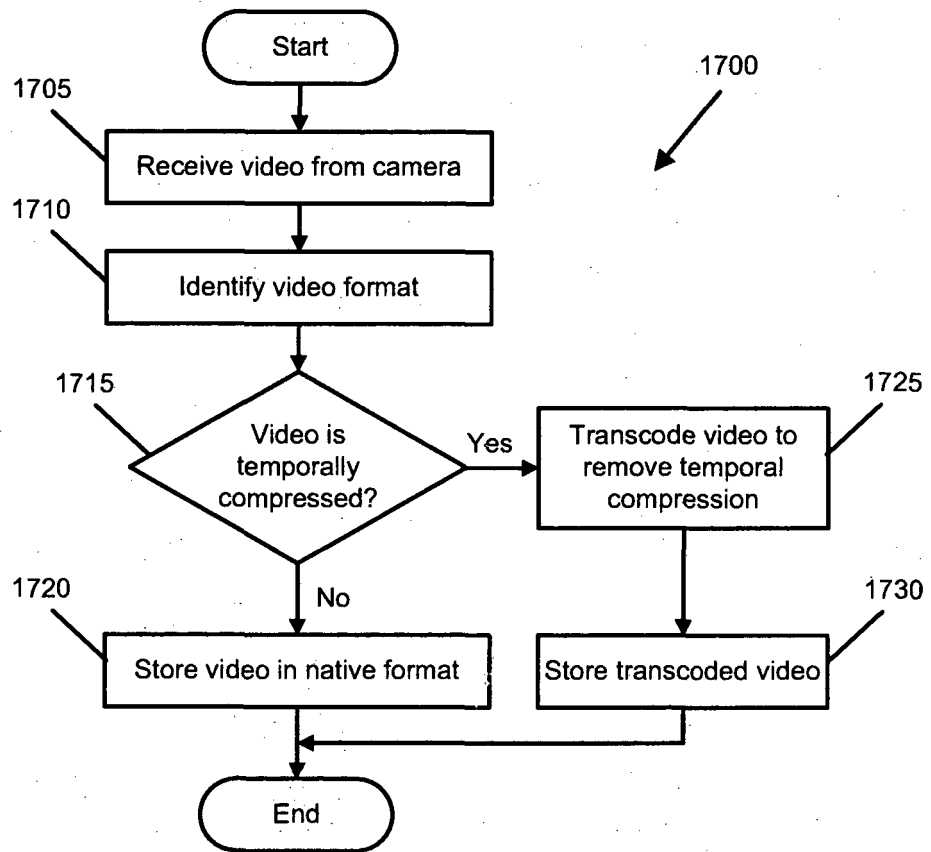 Start
1700
1705
Receive video from camera
1710
Identify video format
1715
Video is
temporally
compressed?
Yes
1725
Transcode video to
remove temporal
compression
No
1720
Store video in native format
1730
Store transcoded video
End